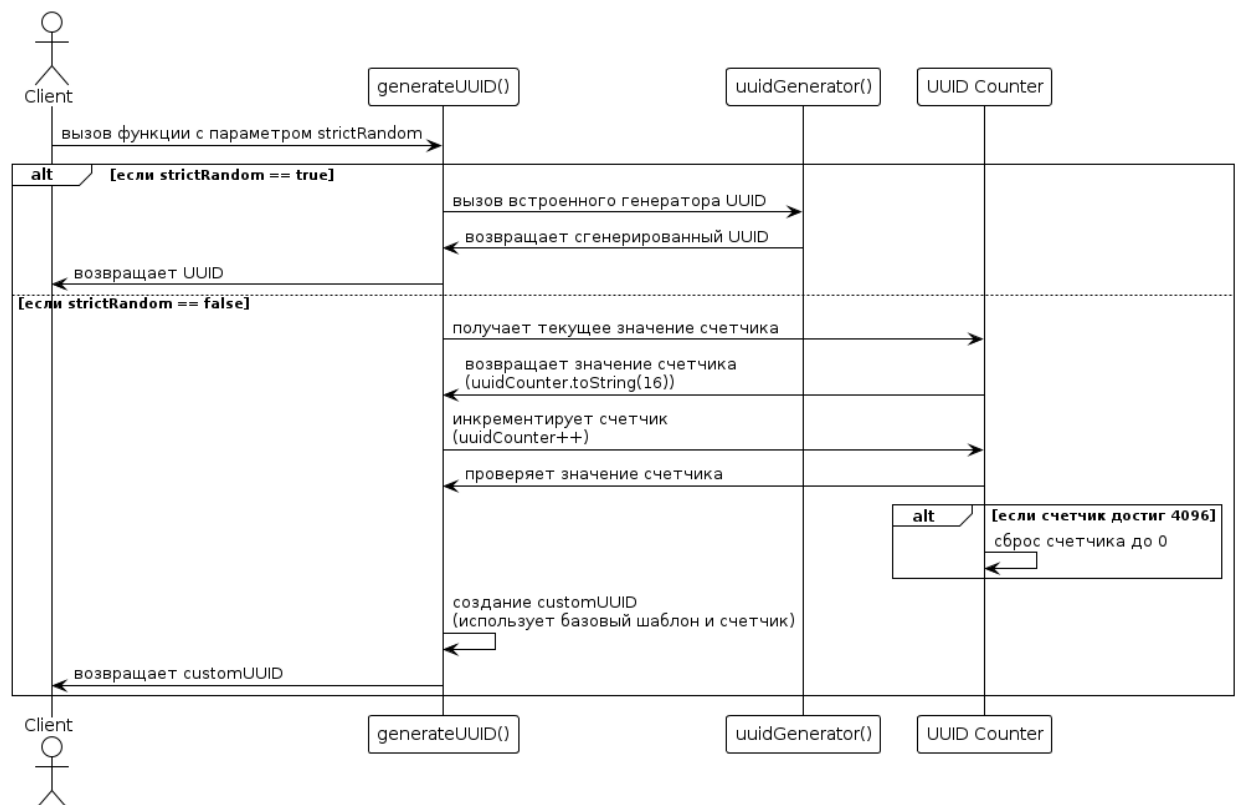 Client
generateUUID()
uuidGenerator()
UUID Counter
вызов функции с параметром strictRandom
alt
[если strictRandom == true]
вызов встроенного генератора UUID
возвращает сгенерированный UUID
возвращает UUID
[если strictRandom == false]
получает текущее значение счетчика
возвращает значение счетчика
(uuidCounter.toString(16))
инкрементирует счетчик
(uuidCounter++)
проверяет значение счетчика
alt
[если счетчик достиг 4096]
сброс счетчика до 0
создание customUUID
(использует базовый шаблон и счетчик)
возвращает customUUID
Client
generateUUID()
uuidGenerator()
UUID Counter